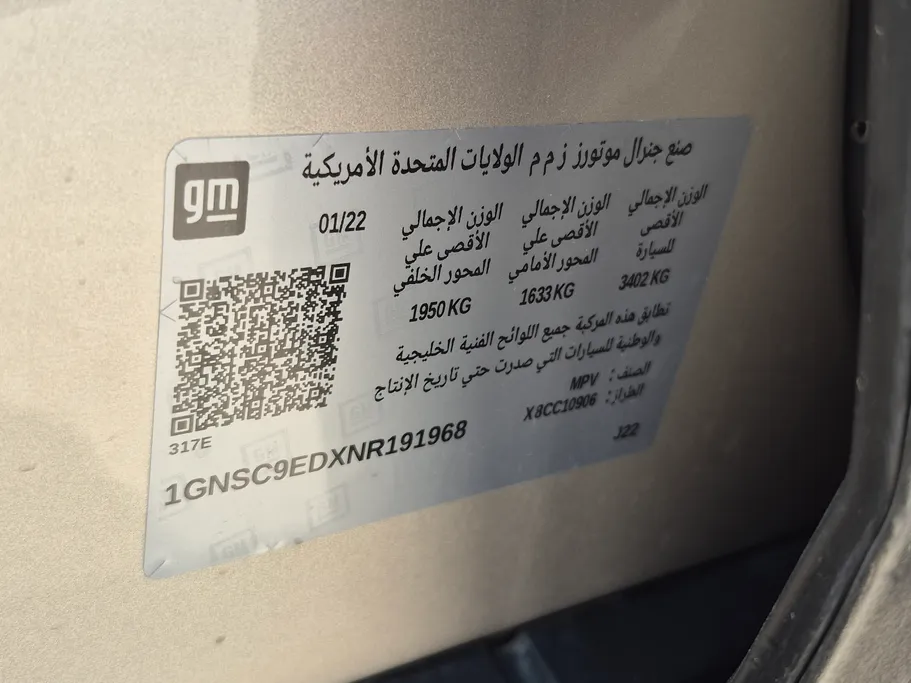 صنع جنرال موتورز ز م م الولايات المتحدة الأمريكية
gm
01/22
الوزن الإجمالي الأقصى للسيارة
3402 KG
الوزن الإجمالي الأقصى علي المحور الأمامي
1633 KG
الوزن الإجمالي الأقصى علي المحور الخلفي
1950 KG
تطابق هذه المركبة جميع اللوائح الفنية الخليجية
والوطنية للسيارات التي صدرت حتي تاريخ الإنتاج
الصنف : MPV
الطراز: X8CC10906
J22
317E
1GNSC9EDXNR191968